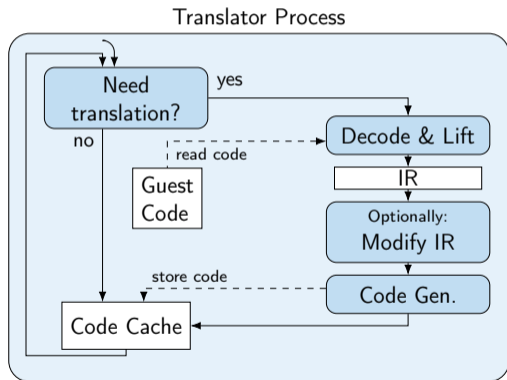 Translator Process
Need
translation?
yes
no
Decode & Lift
read code
IR
Guest
Code
Optionally:
Modify IR
store code
Code Gen.
Code Cache